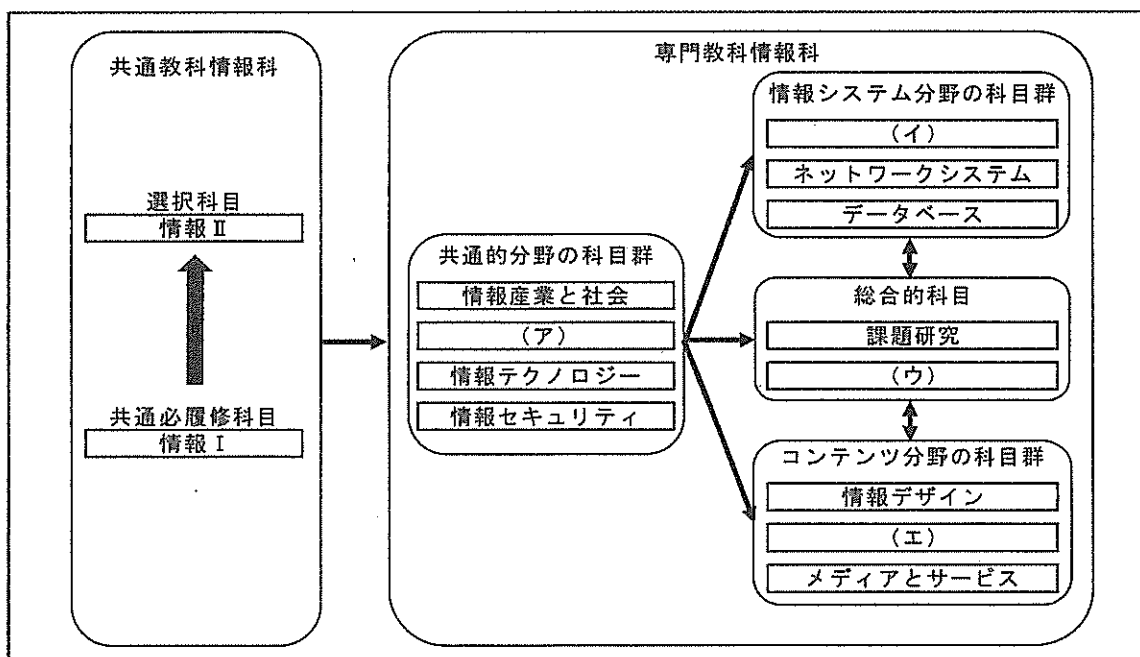 共通教科情報科
選択科目
情報Ⅱ
共通必履修科目
情報Ⅰ
専門教科情報科
共通的分野の科目群
情報産業と社会
(ア)
情報テクノロジー
情報セキュリティ
情報システム分野の科目群
(イ)
ネットワークシステム
データベース
総合的科目
課題研究
(ウ)
コンテンツ分野の科目群
情報デザイン
(エ)
メディアとサービス